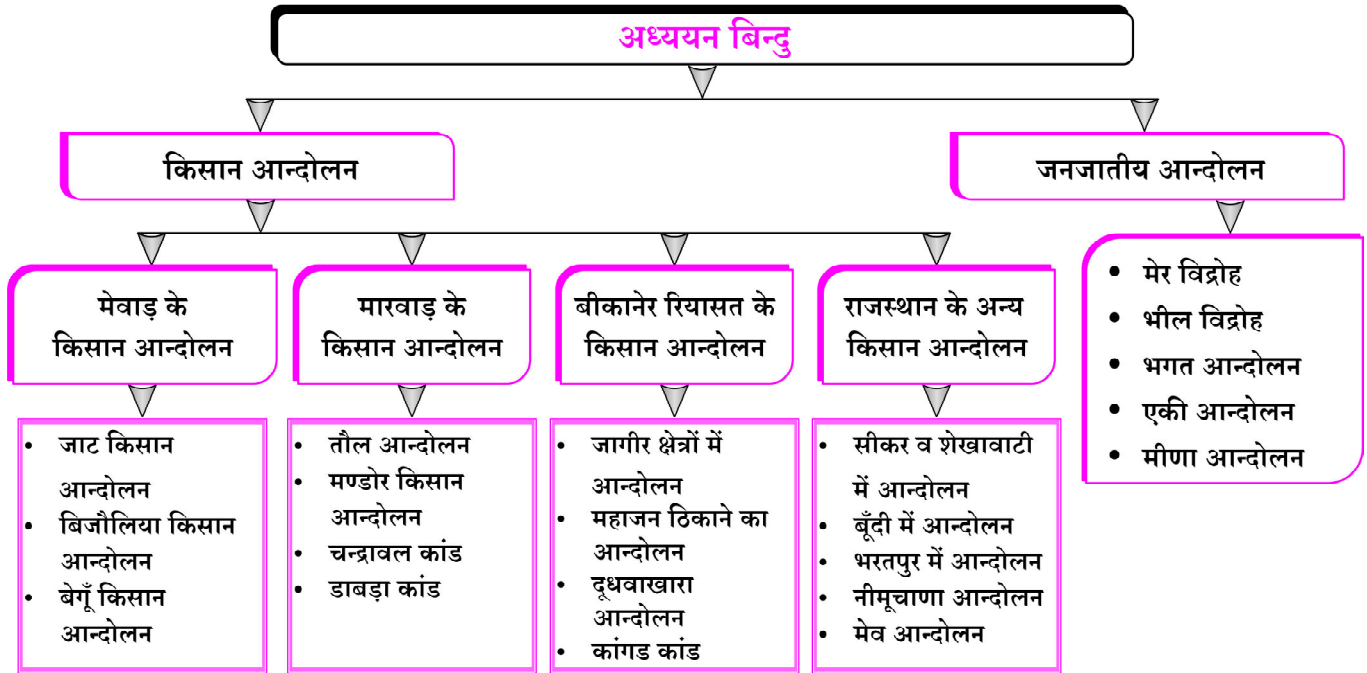 अध्ययन बिन्दु
किसान आन्दोलन
जनजातीय आन्दोलन
मेवाड़ के
किसान आन्दोलन
मारवाड़ के
किसान आन्दोलन
बीकानेर रियासत के
किसान आन्दोलन
राजस्थान के अन्य
किसान आन्दोलन
• मेर विद्रोह
• भील विद्रोह
• भगत आन्दोलन
• एकी आन्दोलन
• मीणा आन्दोलन
• जाट किसान
आन्दोलन
• बिजौलिया किसान
आन्दोलन
• बेगूँ किसान
आन्दोलन
• तौल आन्दोलन
• मण्डोर किसान
आन्दोलन
• चन्द्रावल कांड
• डाबड़ा कांड
• जागीर क्षेत्रों में
आन्दोलन
• महाजन ठिकाने का
आन्दोलन
• दूधवाखारा
आन्दोलन
• कांगड कांड
• सीकर व शेखावाटी
में आन्दोलन
• बूँदी में आन्दोलन
• भरतपुर में आन्दोलन
• नीमूचाणा आन्दोलन
• मेव आन्दोलन